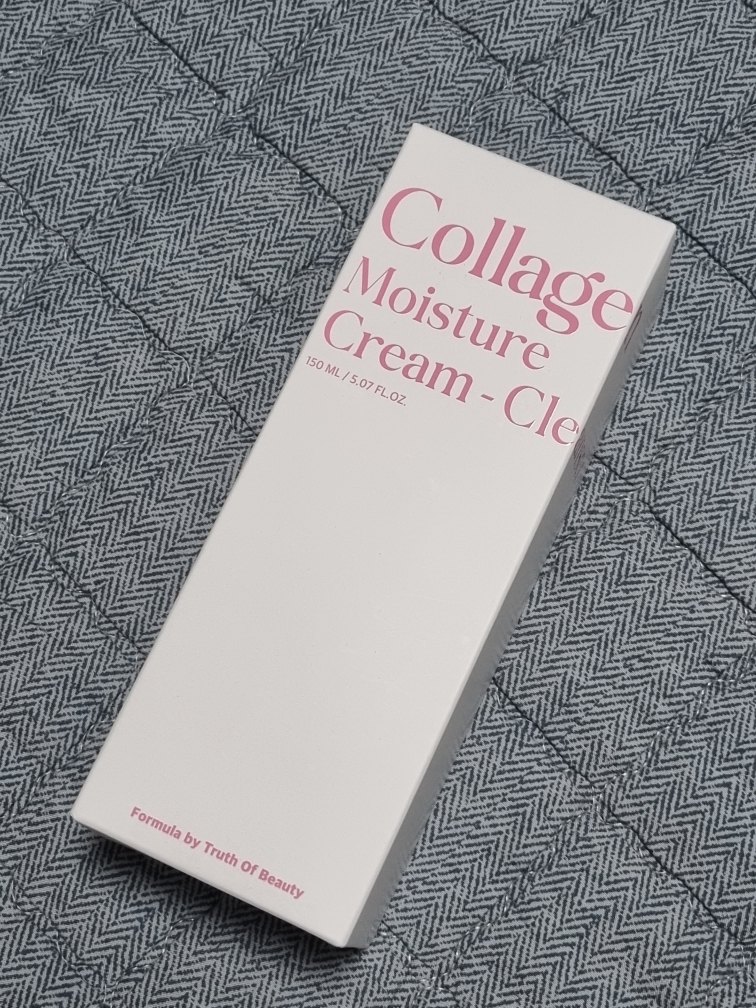 Collage
Moisture
Cream - Cle
150 ML / 5.07 FL.OZ.
Formula by Truth Of Beauty